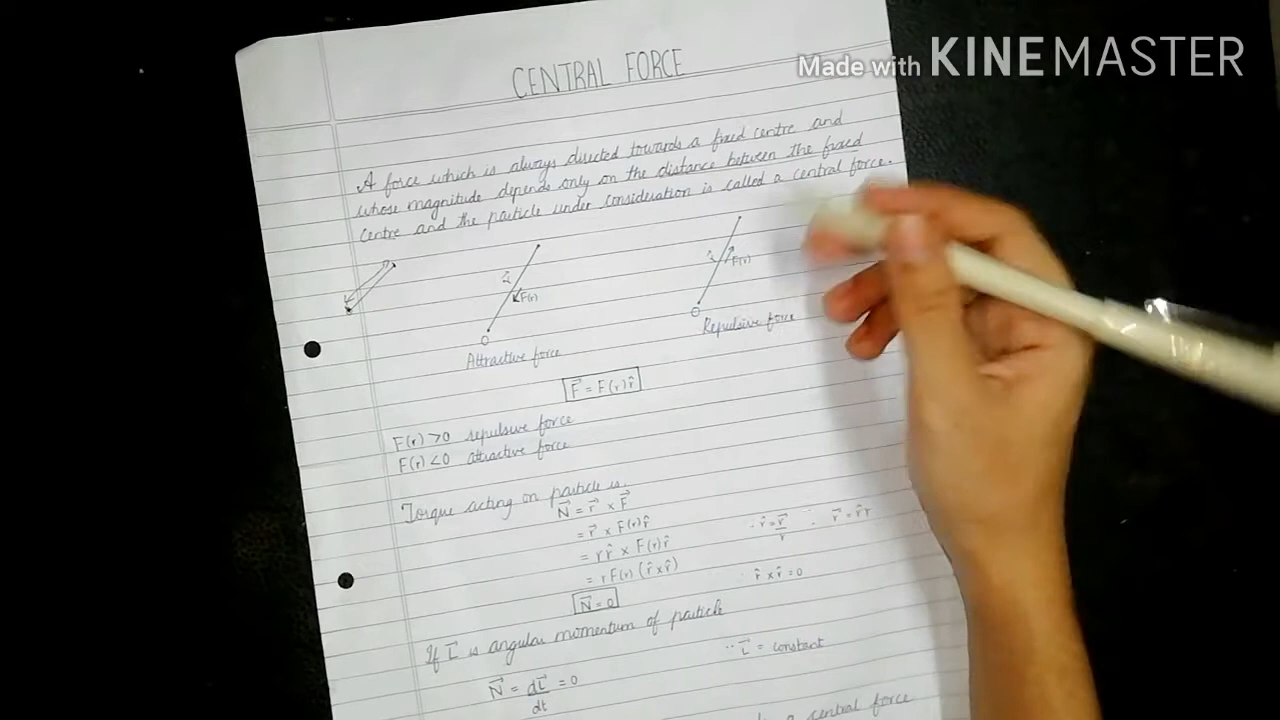 Made with KINEMASTER
CENTRAL FORCE
A force which is always directed towards a fixed centre and
whose magnitude depends only on the distance between the fixed
centre and the particle under consideration is called a central force.
F(r)
O
Attractive force
F(r)
O
Repulsive force
F⃗ = F(r) r̂
F(r) >0 repulsive force
F(r) <0 attractive force
Torque acting on particle is.
N⃗ = r⃗ × F⃗
= r⃗ × F(r) r̂
= r r̂ × F(r) r̂
= r F(r) (r̂ × r̂)
∵ r̂ = r⃗/r ∴ r⃗ = r̂ r
r̂ × r̂ = 0
N⃗ = 0
If L⃗ is angular momentum of particle
N⃗ = dL⃗/dt = 0
∴ L⃗ = constant
a central force